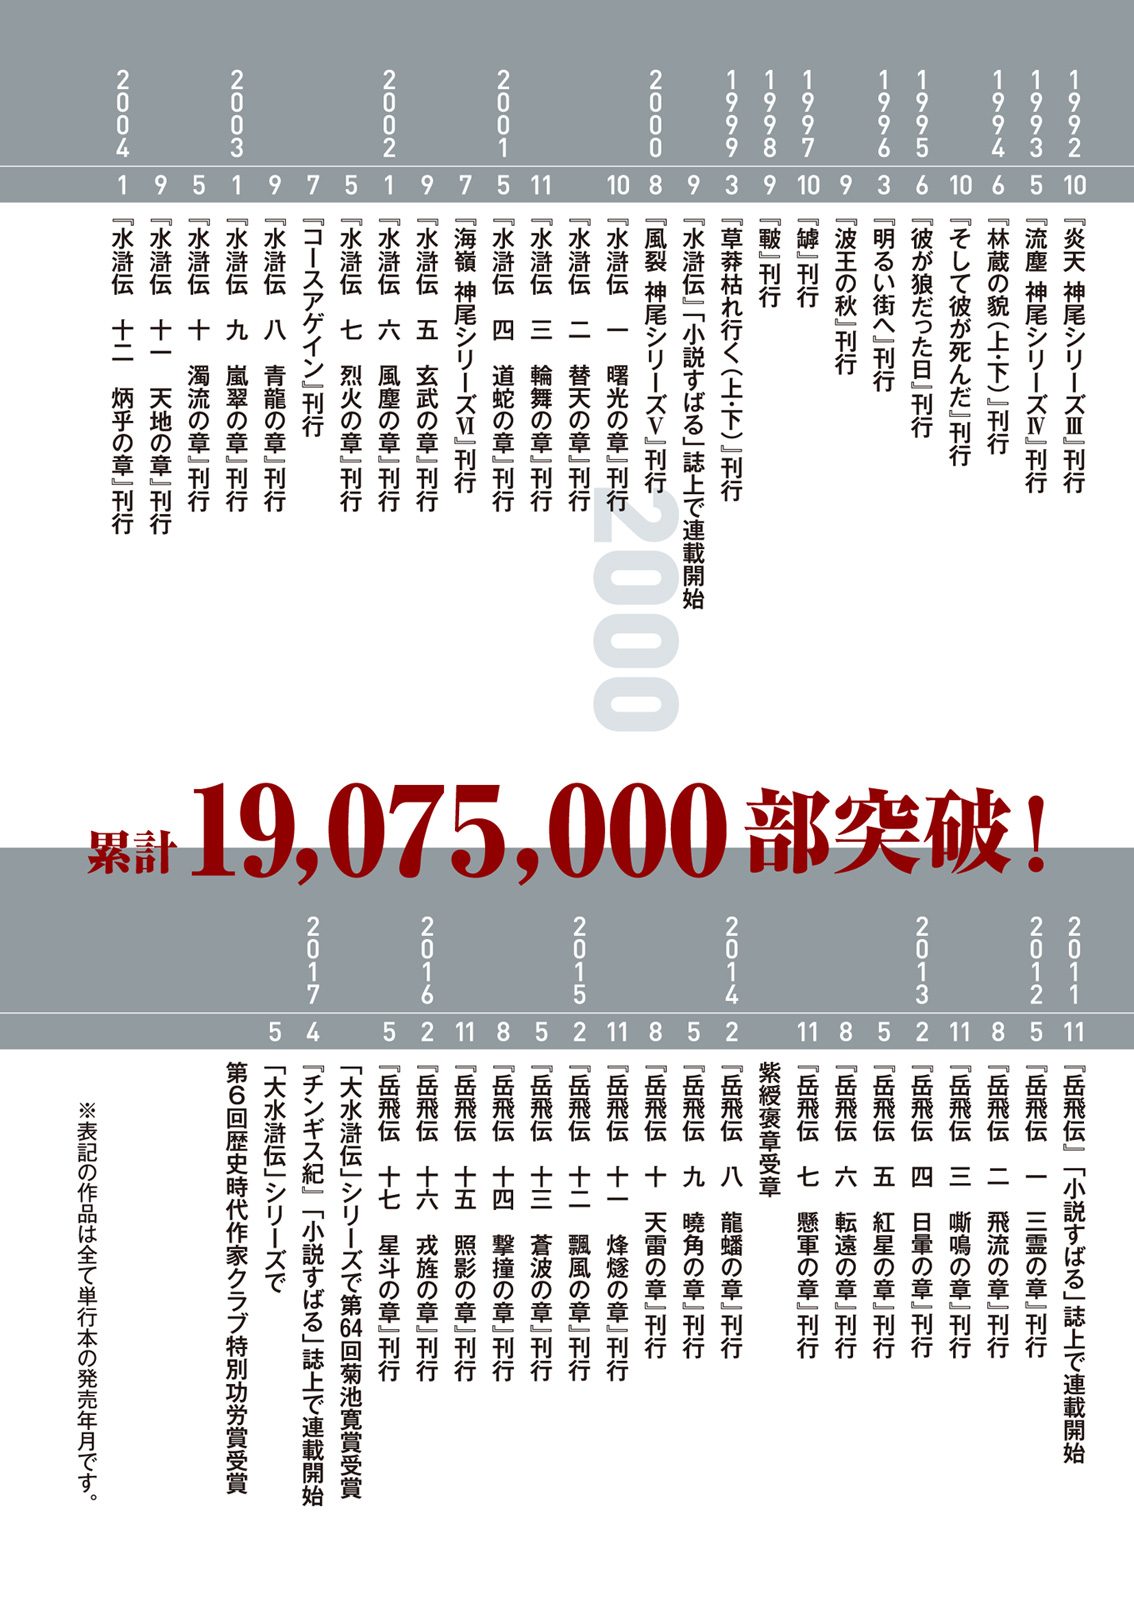 1992
10
『炎天 神尾シリーズⅢ』刊行
1993
5
『流塵 神尾シリーズⅣ』刊行
1994
6
『林蔵の貌（上・下）』刊行
10
『そして彼が死んだ』刊行
1995
6
『彼が狼だった日』刊行
1996
3
『明るい街へ』刊行
9
『波王の秋』刊行
1997
10
『罅』刊行
1998
9
『皸』刊行
1999
3
『草莽枯れ行く（上・下）』刊行
9
『水滸伝』「小説すばる」誌上で連載開始
2000
8
『風裂 神尾シリーズⅤ』刊行
10
『水滸伝　一　曙光の章』刊行
『水滸伝　二　替天の章』刊行
11
『水滸伝　三　輪舞の章』刊行
2001
5
『水滸伝　四　道蛇の章』刊行
7
『海嶺 神尾シリーズⅥ』刊行
9
『水滸伝　五　玄武の章』刊行
2002
1
『水滸伝　六　風塵の章』刊行
5
『水滸伝　七　烈火の章』刊行
7
『コースアゲイン』刊行
9
『水滸伝　八　青龍の章』刊行
2003
1
『水滸伝　九　嵐翠の章』刊行
5
『水滸伝　十　濁流の章』刊行
9
『水滸伝　十一　天地の章』刊行
2004
1
『水滸伝　十二　炳乎の章』刊行
2000
累計19,075,000部突破！
2011
11
『岳飛伝』「小説すばる」誌上で連載開始
2012
5
『岳飛伝　一　三霊の章』刊行
8
『岳飛伝　二　飛流の章』刊行
11
『岳飛伝　三　嘶鳴の章』刊行
2013
2
『岳飛伝　四　日暈の章』刊行
5
『岳飛伝　五　紅星の章』刊行
8
『岳飛伝　六　転遠の章』刊行
11
『岳飛伝　七　懸軍の章』刊行
紫綬褒章受章
2014
2
『岳飛伝　八　龍蟠の章』刊行
5
『岳飛伝　九　曉角の章』刊行
8
『岳飛伝　十　天雷の章』刊行
11
『岳飛伝　十一　烽燧の章』刊行
2015
2
『岳飛伝　十二　飄風の章』刊行
5
『岳飛伝　十三　蒼波の章』刊行
8
『岳飛伝　十四　撃撞の章』刊行
11
『岳飛伝　十五　照影の章』刊行
2016
2
『岳飛伝　十六　戎旌の章』刊行
5
『岳飛伝　十七　星斗の章』刊行
「大水滸伝」シリーズで第64回菊池寛賞受賞
2017
4
『チンギス紀』「小説すばる」誌上で連載開始
5
「大水滸伝」シリーズで
第6回歴史時代作家クラブ特別功労賞受賞
※表記の作品は全て単行本の発売年月です。